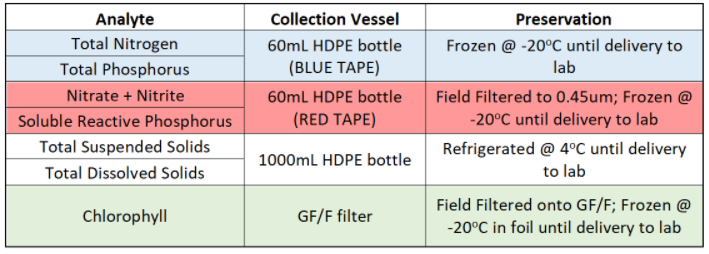 Analyte Collection Vessel Preservation
Total Nitrogen
Total Phosphorus
60mL HDPE bottle
(BLUE TAPE)
Frozen @ -20°C until delivery to
lab
Nitrate + Nitrite
Soluble Reactive Phosphorus
60mL HDPE bottle
(RED TAPE)
Field Filtered to 0.45um; Frozen @
-20°C until delivery to lab
Total Suspended Solids
Total Dissolved Solids
1000mL HDPE bottle
Refrigerated @ 4°C until delivery
to lab
Chlorophyll
GF/F filter
Field Filtered onto GF/F; Frozen @
-20°C in foil until delivery to lab